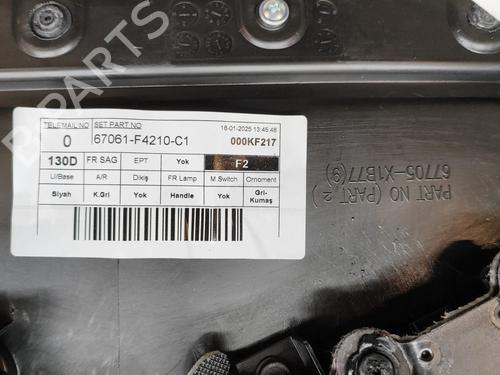 B-PARTS
TELEMAIL NO SET PART NO 18-01-2025 13:45:46
0 67061-F4210-C1 000KF217
130D FR SAG EPT Yok F2
U/Base A/R Dikiş FR Lamp M.Switch Ornoment
Siyah K.Gri Yok Handle Yok Gri-Kumaş
PART NO (PART, 2)
67705-X1B77(9)